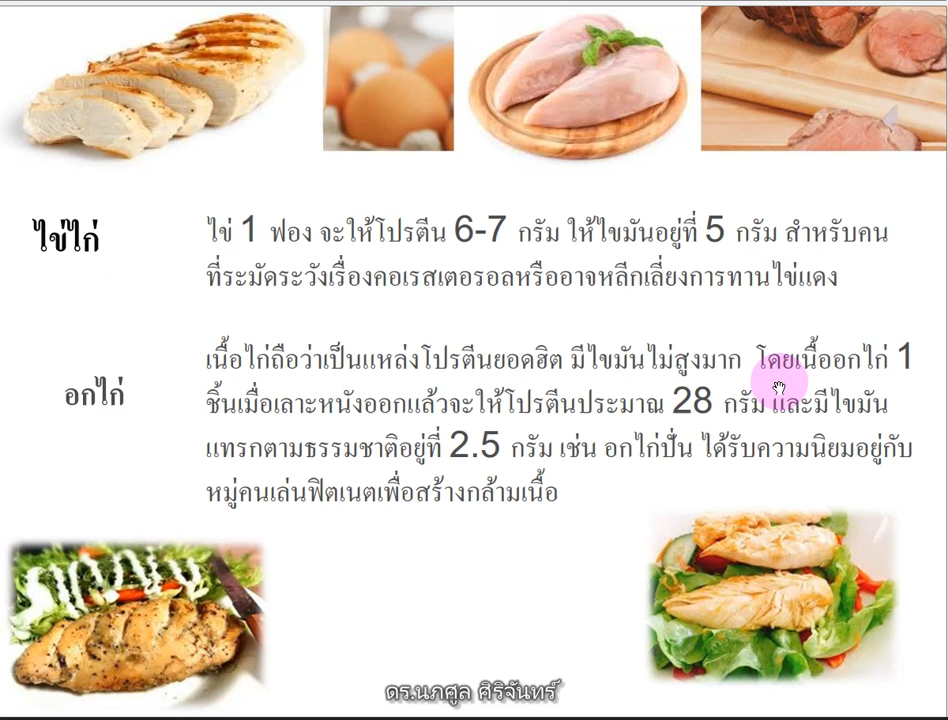 ไข่ไก่
ไข่ 1 ฟอง จะให้โปรตีน 6-7 กรัม ให้ไขมันอยู่ที่ 5 กรัม สำหรับคน
ที่ระมัดระวังเรื่องคอเรสเตอรอลหรืออาจหลีกเลี่ยงการทานไข่แดง
อกไก่
เนื้อไก่ถือว่าเป็นแหล่งโปรตีนยอดฮิต มีไขมันไม่สูงมาก โดยเนื้ออกไก่ 1
ชิ้นเมื่อเลาะหนังออกแล้วจะให้โปรตีนประมาณ 28 กรัม และมีไขมัน
แทรกตามธรรมชาติอยู่ที่ 2.5 กรัม เช่น อกไก่ปั่น ได้รับความนิยมอยู่กับ
หมู่คนเล่นฟิตเนตเพื่อสร้างกล้ามเนื้อ
ดร.นภศูล ศิริจันทร์